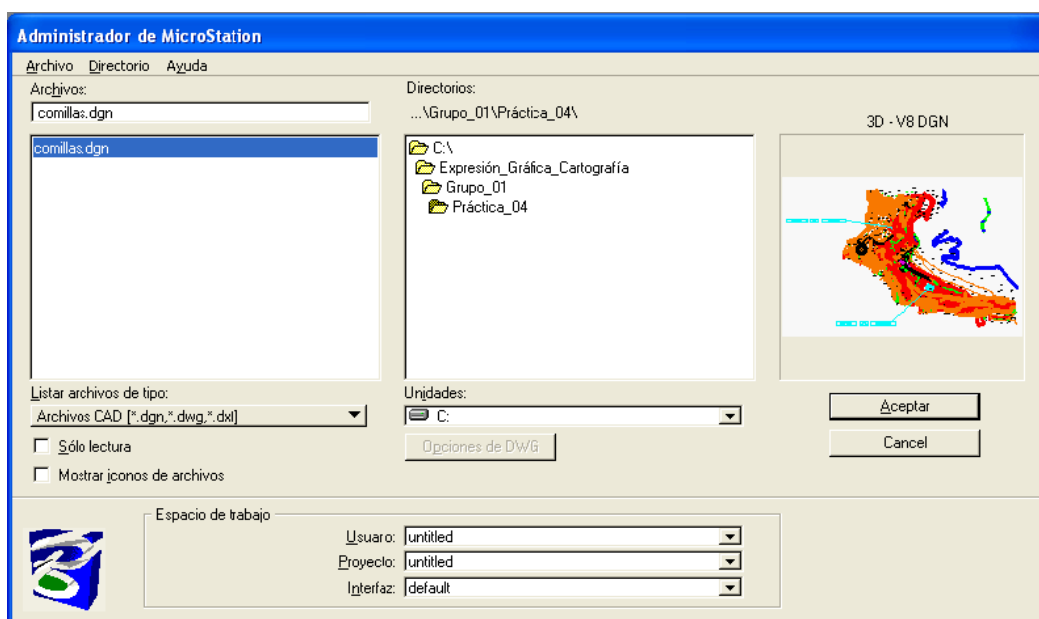 Administrador de MicroStation
Archivo Directorio Ayuda
Archivos:
comillas.dgn
comillas.dgn
Listar archivos de tipo:
Archivos CAD [*.dgn,*.dwg,*.dxl]
Sólo lectura
Mostrar iconos de archivos
Directorios:
...\Grupo_01\Práctica_04\
C:\
Expresión_Gráfica_Cartografía
Grupo_01
Práctica_04
Unidades:
C:
Opciones de DWG
3D - V8 DGN
Aceptar
Cancel
Espacio de trabajo
Usuaro: untitled
Proyecto: untitled
Interfaz: default